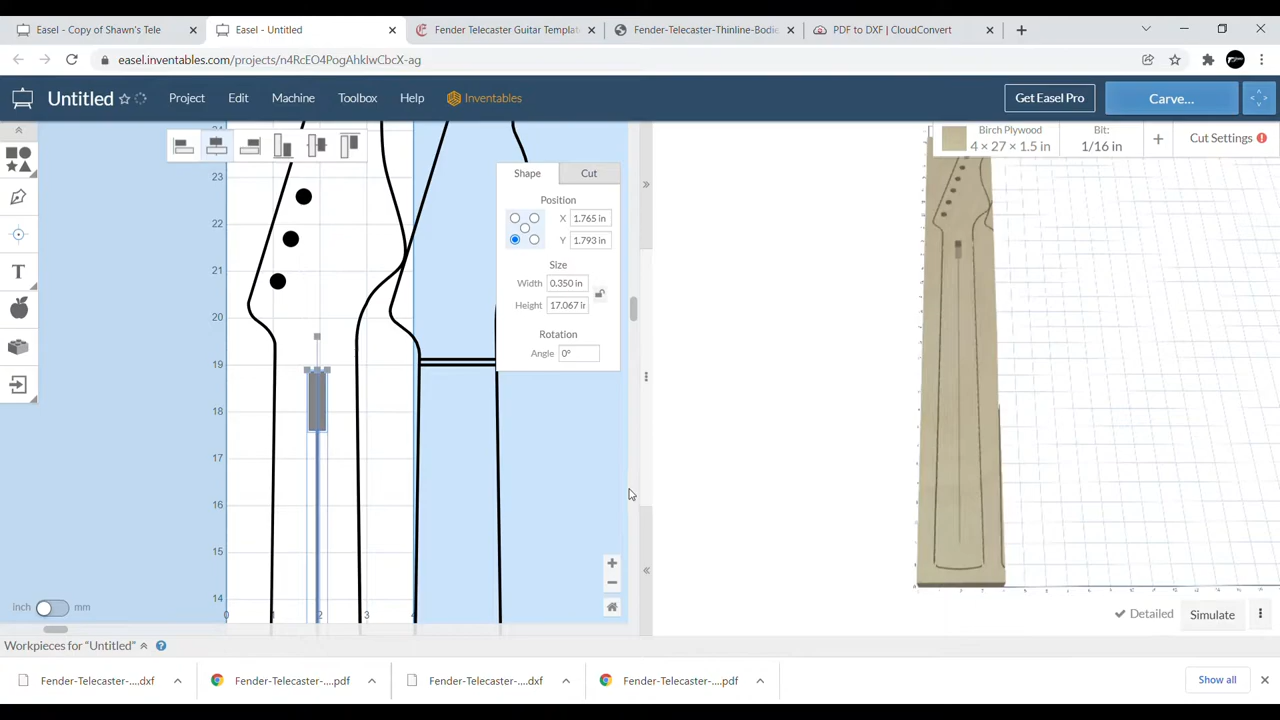 Easel - Copy of Shawn's Tele
Easel - Untitled
Fender Telecaster Guitar Templat
Fender-Telecaster-Thinline-Bodie
PDF to DXF | CloudConvert
easel.inventables.com/projects/n4RcEO4PogAhkIwCbcX-ag
Untitled
Project
Edit
Machine
Toolbox
Help
Inventables
Get Easel Pro
Carve...
Birch Plywood
4 × 27 × 1.5 in
Bit:
1/16 in
Cut Settings
Shape
Cut
Position
X 1.765 in
Y 1.793 in
Size
Width 0.350 in
Height 17.067 in
Rotation
Angle 0°
T
24
23
22
21
20
19
18
17
16
15
14
0 1 2 3 4
inch
mm
Detailed
Simulate
Workpieces for “Untitled”
Fender-Telecaster-....dxf
Fender-Telecaster-....pdf
Fender-Telecaster-....dxf
Fender-Telecaster-....pdf
Show all